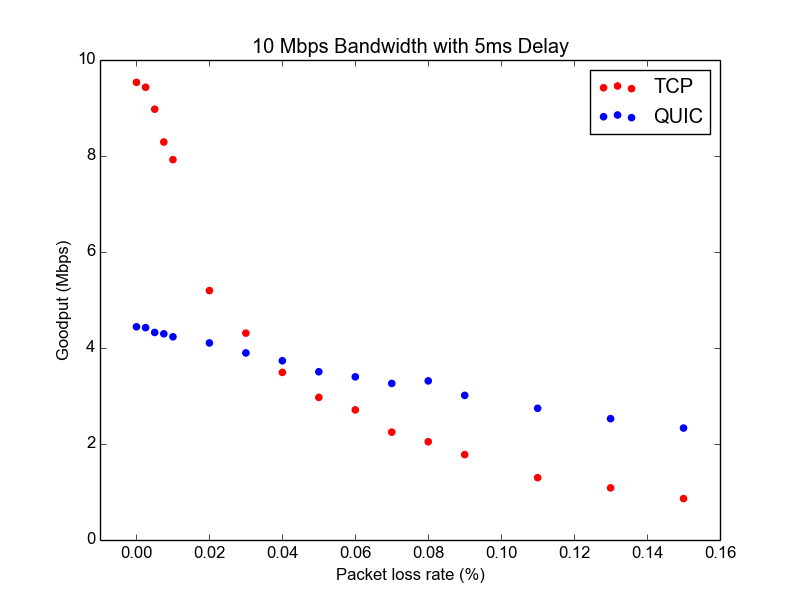 10 Mbps Bandwidth with 5ms Delay
TCP
QUIC
10
8
6
4
2
0
Goodput (Mbps)
0.00 0.02 0.04 0.06 0.08 0.10 0.12 0.14 0.16
Packet loss rate (%)